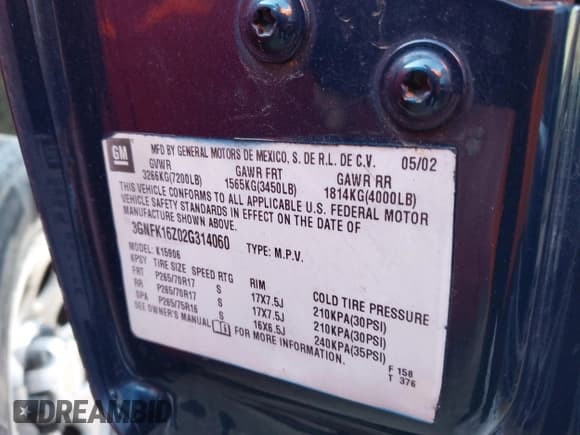 GM
MFD BY GENERAL MOTORS DE MEXICO, S. DE R.L. DE C.V. 05/02
GVWR GAWR FRT GAWR RR
3266KG(7200LB) 1565KG(3450LB) 1814KG(4000LB)
THIS VEHICLE CONFORMS TO ALL APPLICABLE U.S. FEDERAL MOTOR
VEHICLE SAFETY STANDARDS IN EFFECT ON THE DATE OF
MANUFACTURE SHOWN ABOVE.
3GNFK16Z02G314060 TYPE: M.P.V.
MODEL: K15906
KPSY TIRE SIZE SPEED RTG RIM COLD TIRE PRESSURE
FRT P265/70R17 S 17X7.5J 210KPA(30PSI)
RR P265/70R17 S 17X7.5J 210KPA(30PSI)
SPA P265/75R16 S 16X6.5J 240KPA(35PSI)
SEE OWNER'S MANUAL FOR MORE INFORMATION.
F 158
T 376
DREAMBID